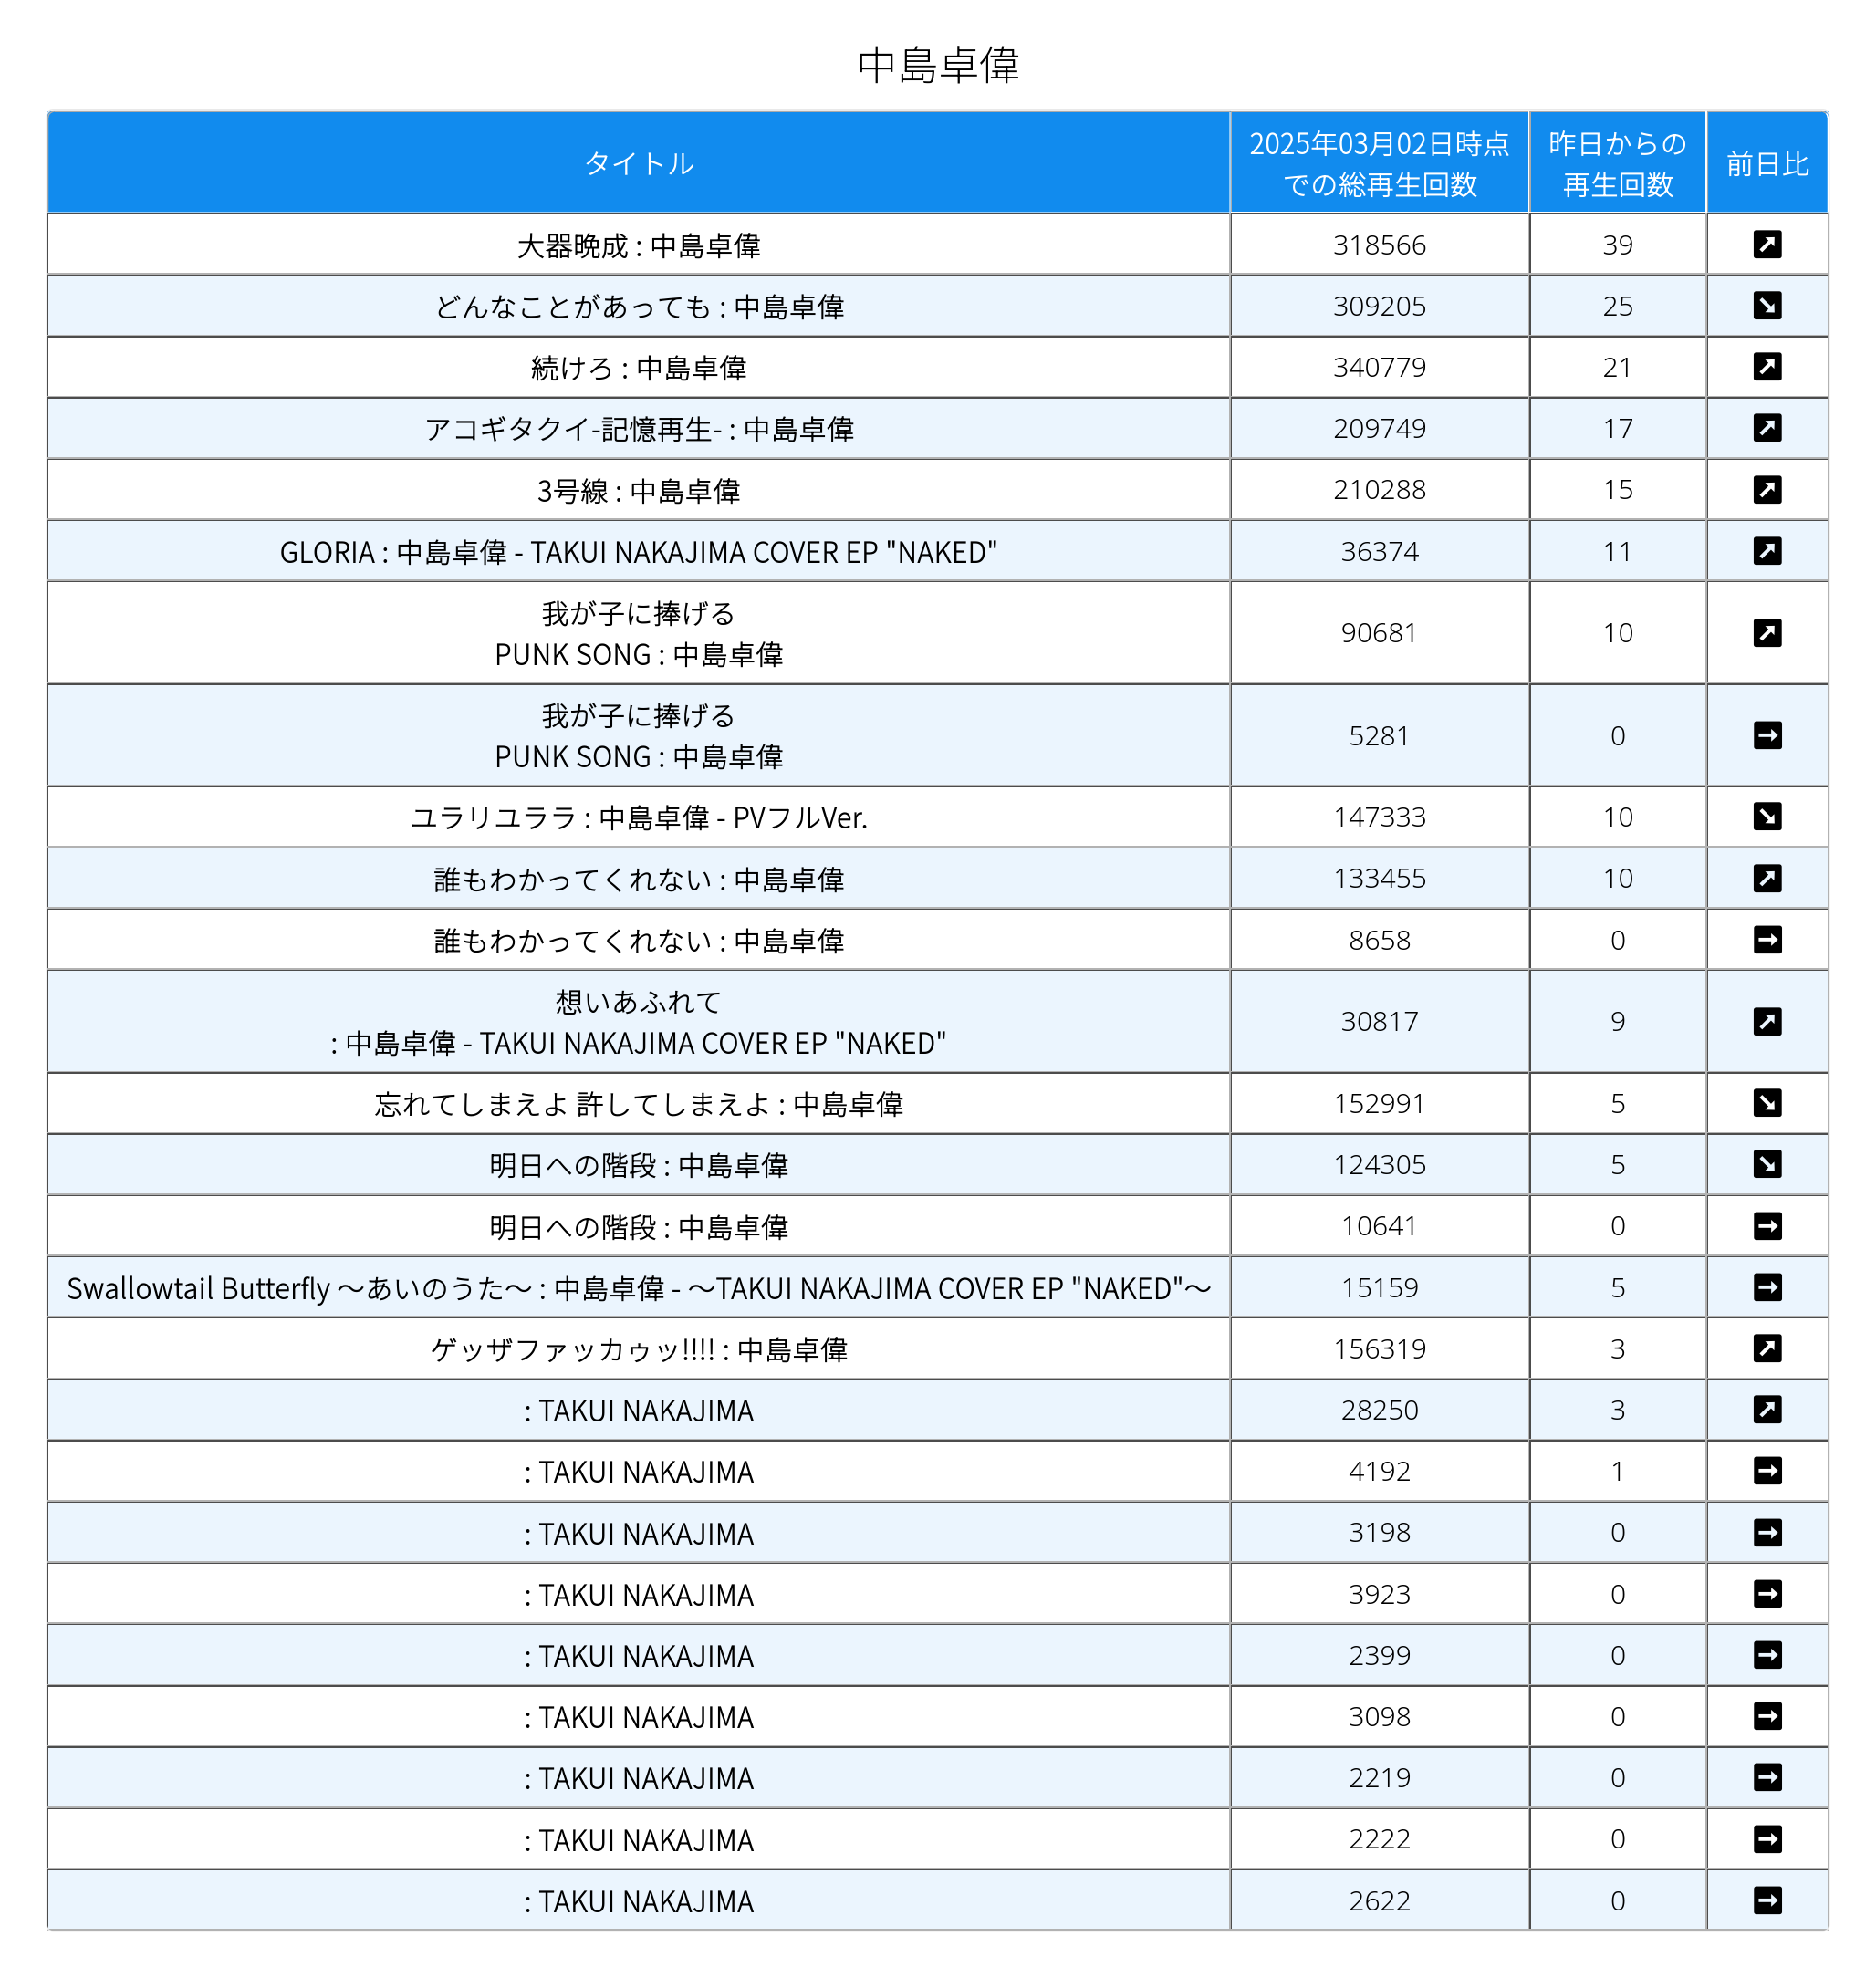 中島卓偉
タイトル 2025年03月02日時点での総再生回数 昨日からの再生回数 前日比
大器晩成 : 中島卓偉 318566 39 ↗
どんなことがあっても : 中島卓偉 309205 25 ↘
続けろ : 中島卓偉 340779 21 ↗
アコギタクイ-記憶再生- : 中島卓偉 209749 17 ↗
3号線 : 中島卓偉 210288 15 ↗
GLORIA : 中島卓偉 - TAKUI NAKAJIMA COVER EP "NAKED" 36374 11 ↗
我が子に捧げる
PUNK SONG : 中島卓偉 90681 10 ↗
我が子に捧げる
PUNK SONG : 中島卓偉 5281 0 →
ユラリユララ : 中島卓偉 - PVフルVer. 147333 10 ↘
誰もわかってくれない : 中島卓偉 133455 10 ↗
誰もわかってくれない : 中島卓偉 8658 0 →
想いあふれて
: 中島卓偉 - TAKUI NAKAJIMA COVER EP "NAKED" 30817 9 ↗
忘れてしまえよ 許してしまえよ : 中島卓偉 152991 5 ↘
明日への階段 : 中島卓偉 124305 5 ↘
明日への階段 : 中島卓偉 10641 0 →
Swallowtail Butterfly ～あいのうた～ : 中島卓偉 - ～TAKUI NAKAJIMA COVER EP "NAKED"～ 15159 5 →
ゲッザファッカゥッ!!!! : 中島卓偉 156319 3 ↗
: TAKUI NAKAJIMA 28250 3 ↗
: TAKUI NAKAJIMA 4192 1 →
: TAKUI NAKAJIMA 3198 0 →
: TAKUI NAKAJIMA 3923 0 →
: TAKUI NAKAJIMA 2399 0 →
: TAKUI NAKAJIMA 3098 0 →
: TAKUI NAKAJIMA 2219 0 →
: TAKUI NAKAJIMA 2222 0 →
: TAKUI NAKAJIMA 2622 0 →